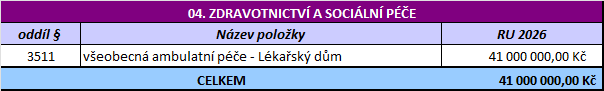 04. ZDRAVOTNICTVÍ A SOCIÁLNÍ PÉČE
oddíl § Název položky RU 2026
3511 všeobecná ambulatní péče - Lékařský dům 41 000 000,00 Kč
CELKEM 41 000 000,00 Kč